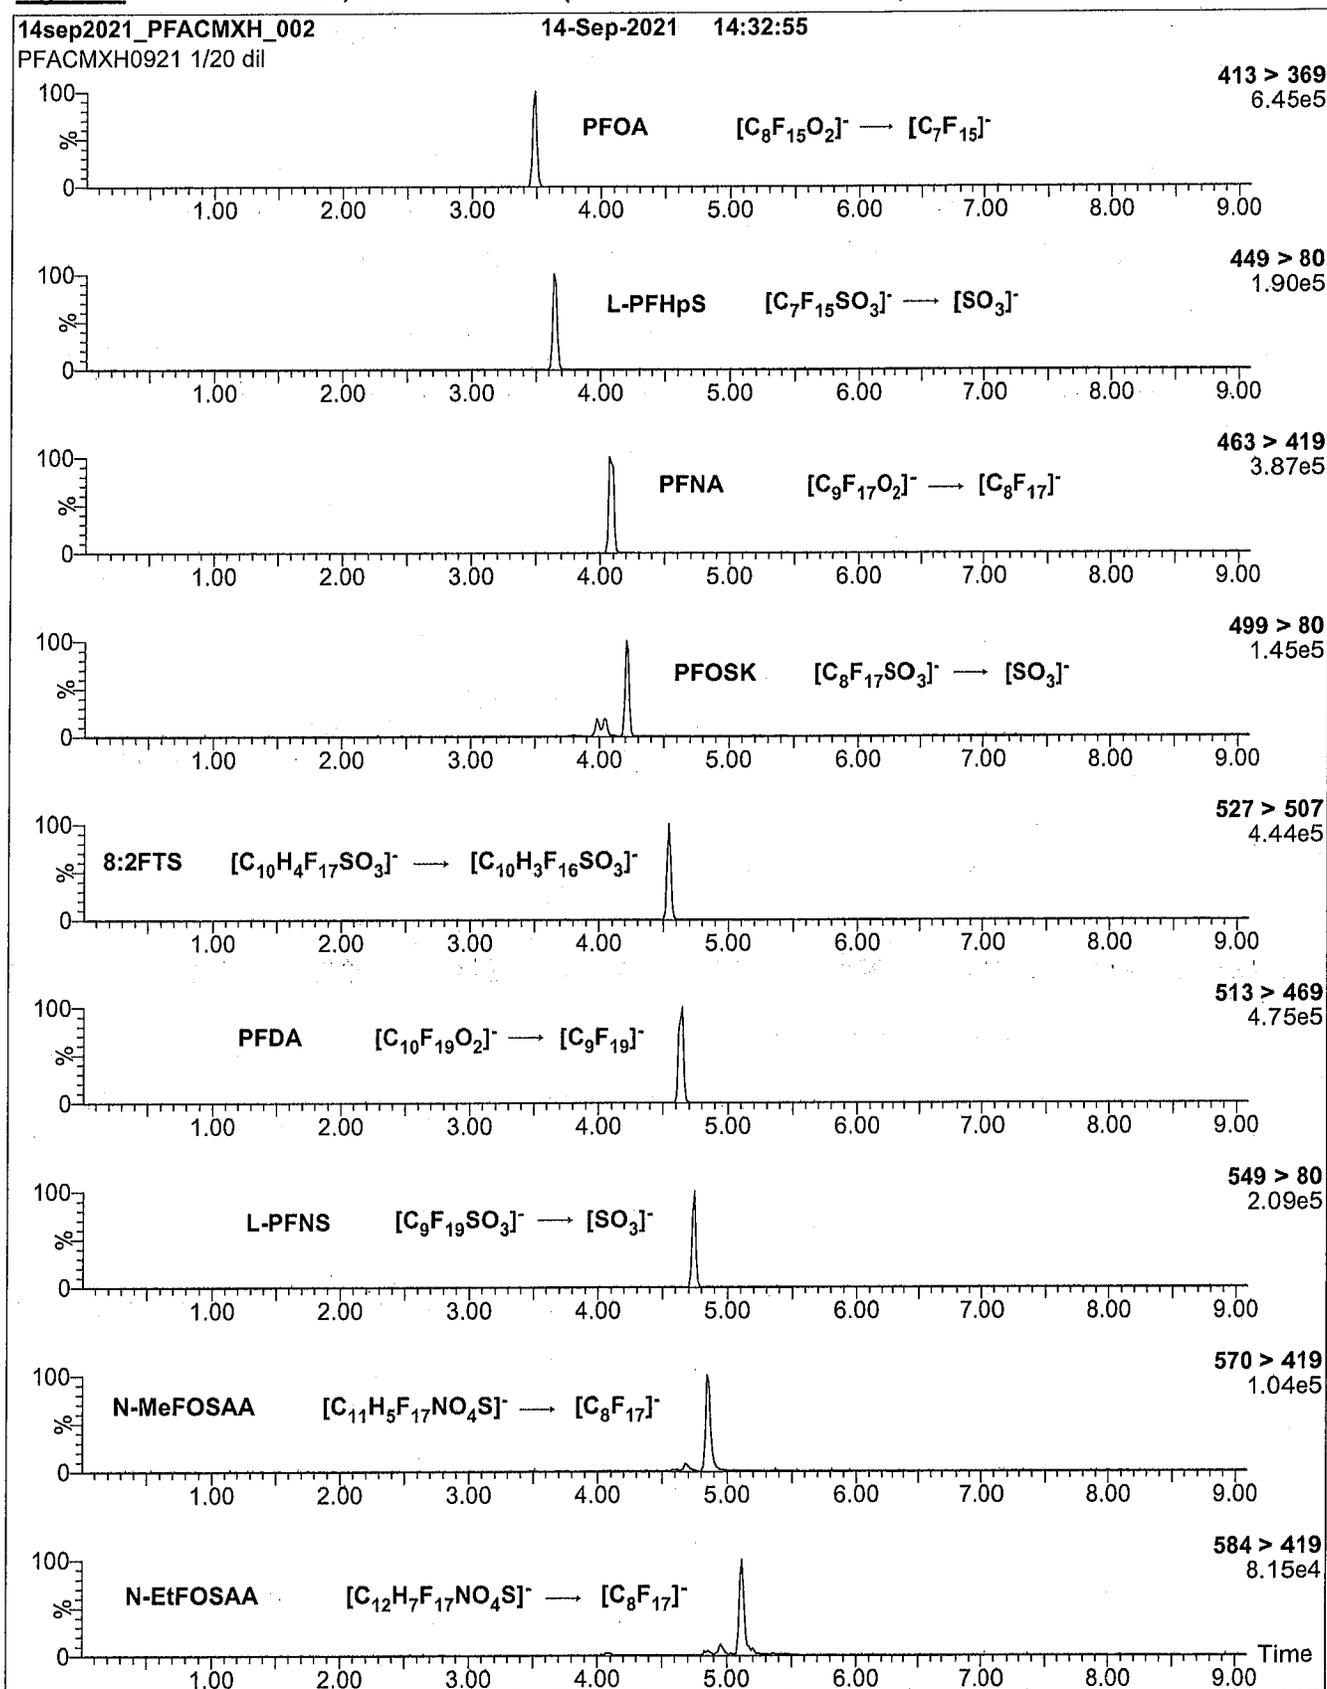 14sep2021_PFACMXH_002 14-Sep-2021 14:32:55
PFACMXH0921 1/20 dil
413 > 369
6.45e5
100
%
0
PFOA [C₈F₁₅O₂]⁻ → [C₇F₁₅]⁻
1.00 2.00 3.00 4.00 5.00 6.00 7.00 8.00 9.00
449 > 80
1.90e5
100
%
0
L-PFHpS [C₇F₁₅SO₃]⁻ → [SO₃]⁻
1.00 2.00 3.00 4.00 5.00 6.00 7.00 8.00 9.00
463 > 419
3.87e5
100
%
0
PFNA [C₉F₁₇O₂]⁻ → [C₈F₁₇]⁻
1.00 2.00 3.00 4.00 5.00 6.00 7.00 8.00 9.00
499 > 80
1.45e5
100
%
0
PFOSK [C₈F₁₇SO₃]⁻ → [SO₃]⁻
1.00 2.00 3.00 4.00 5.00 6.00 7.00 8.00 9.00
527 > 507
4.44e5
100
%
0
8:2FTS [C₁₀H₄F₁₇SO₃]⁻ → [C₁₀H₃F₁₆SO₃]⁻
1.00 2.00 3.00 4.00 5.00 6.00 7.00 8.00 9.00
513 > 469
4.75e5
100
%
0
PFDA [C₁₀F₁₉O₂]⁻ → [C₉F₁₉]⁻
1.00 2.00 3.00 4.00 5.00 6.00 7.00 8.00 9.00
549 > 80
2.09e5
100
%
0
L-PFNS [C₉F₁₉SO₃]⁻ → [SO₃]⁻
1.00 2.00 3.00 4.00 5.00 6.00 7.00 8.00 9.00
570 > 419
1.04e5
100
%
0
N-MeFOSAA [C₁₁H₅F₁₇NO₄S]⁻ → [C₈F₁₇]⁻
1.00 2.00 3.00 4.00 5.00 6.00 7.00 8.00 9.00
584 > 419
8.15e4
100
%
0
N-EtFOSAA [C₁₂H₇F₁₇NO₄S]⁻ → [C₈F₁₇]⁻
Time
1.00 2.00 3.00 4.00 5.00 6.00 7.00 8.00 9.00